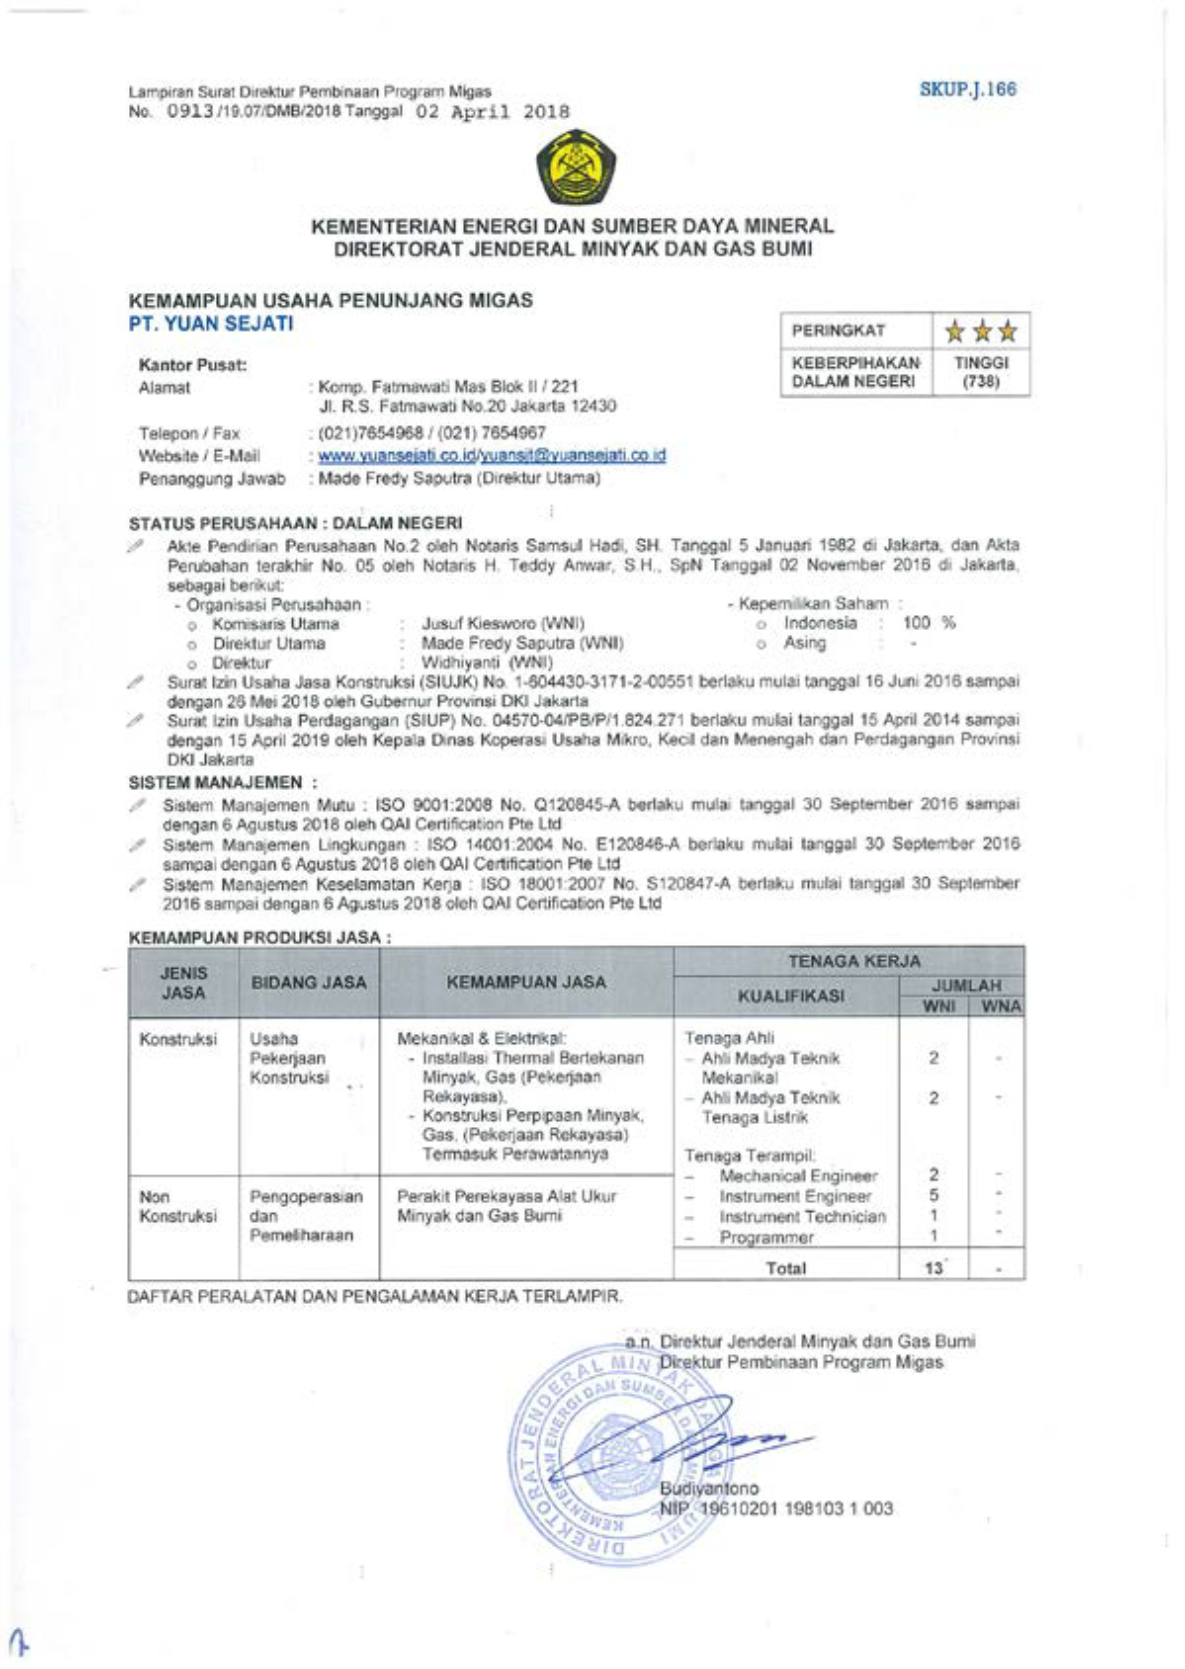 Lampiran Surat Direktur Pembinaan Program Migas
No. 0913/19.07/DMB/2018 Tanggal 02 April 2018
SKUP.J.166
KEMENTERIAN ENERGI DAN SUMBER DAYA MINERAL
DIREKTORAT JENDERAL MINYAK DAN GAS BUMI
KEMAMPUAN USAHA PENUNJANG MIGAS
PT. YUAN SEJATI
PERINGKAT
KEBERPIHAKAN DALAM NEGERI TINGGI (738)
Kantor Pusat:
Alamat : Komp. Fatmawati Mas Blok II / 221
Jl. R.S. Fatmawati No.20 Jakarta 12430
Telepon / Fax : (021)7654968 / (021) 7654967
Website / E-Mail : www.yuansejati.co.id/yuansjt@yuansejati.co.id
Penanggung Jawab : Made Fredy Saputra (Direktur Utama)
STATUS PERUSAHAAN : DALAM NEGERI
Akte Pendirian Perusahaan No.2 oleh Notaris Samsul Hadi, SH. Tanggal 5 Januari 1982 di Jakarta, dan Akta
Perubahan terakhir No. 05 oleh Notaris H. Teddy Anwar, S.H., SpN Tanggal 02 November 2016 di Jakarta,
sebagai berikut:
- Organisasi Perusahaan :
o Komisaris Utama : Jusuf Kiesworo (WNI)
o Direktur Utama : Made Fredy Saputra (WNI)
o Direktur : Widhiyanti (WNI)
- Kepemilikan Saham :
o Indonesia : 100 %
o Asing : -
Surat Izin Usaha Jasa Konstruksi (SIUJK) No. 1-604430-3171-2-00551 berlaku mulai tanggal 16 Juni 2016 sampai
dengan 26 Mei 2018 oleh Gubernur Provinsi DKI Jakarta
Surat Izin Usaha Perdagangan (SIUP) No. 04570-04/PB/P/1.824.271 berlaku mulai tanggal 15 April 2014 sampai
dengan 15 April 2019 oleh Kepala Dinas Koperasi Usaha Mikro, Kecil dan Menengah dan Perdagangan Provinsi
DKI Jakarta
SISTEM MANAJEMEN :
Sistem Manajemen Mutu : ISO 9001:2008 No. Q120845-A berlaku mulai tanggal 30 September 2016 sampai
dengan 6 Agustus 2018 oleh QAI Certification Pte Ltd
Sistem Manajemen Lingkungan : ISO 14001:2004 No. E120846-A berlaku mulai tanggal 30 September 2016
sampai dengan 6 Agustus 2018 oleh QAI Certification Pte Ltd
Sistem Manajemen Keselamatan Kerja : ISO 18001:2007 No. S120847-A berlaku mulai tanggal 30 September
2016 sampai dengan 6 Agustus 2018 oleh QAI Certification Pte Ltd
KEMAMPUAN PRODUKSI JASA :
JENIS JASA
BIDANG JASA
KEMAMPUAN JASA
TENAGA KERJA
KUALIFIKASI
JUMLAH
WNI WNA
Konstruksi
Usaha
Pekerjaan
Konstruksi
Mekanikal & Elektrikal:
- Installasi Thermal Bertekanan
Minyak, Gas (Pekerjaan
Rekayasa),
- Konstruksi Perpipaan Minyak,
Gas, (Pekerjaan Rekayasa)
Termasuk Perawatannya
Non
Konstruksi
Pengoperasian
dan
Pemeliharaan
Perakit Perekayasa Alat Ukur
Minyak dan Gas Bumi
Tenaga Ahli
– Ahli Madya Teknik 2 -
Mekanikal
– Ahli Madya Teknik 2 -
Tenaga Listrik
Tenaga Terampil:
– Mechanical Engineer 2 -
– Instrument Engineer 5 -
– Instrument Technician 1 -
– Programmer 1 -
Total 13 -
DAFTAR PERALATAN DAN PENGALAMAN KERJA TERLAMPIR.
a.n. Direktur Jenderal Minyak dan Gas Bumi
Direktur Pembinaan Program Migas
DIREKTORAT JENDERAL MINYAK DAN GAS BUMI
KEMENTERIAN ENERGI DAN SUMBER DAYA MINERAL
Budiyantono
NIP. 19610201 198103 1 003